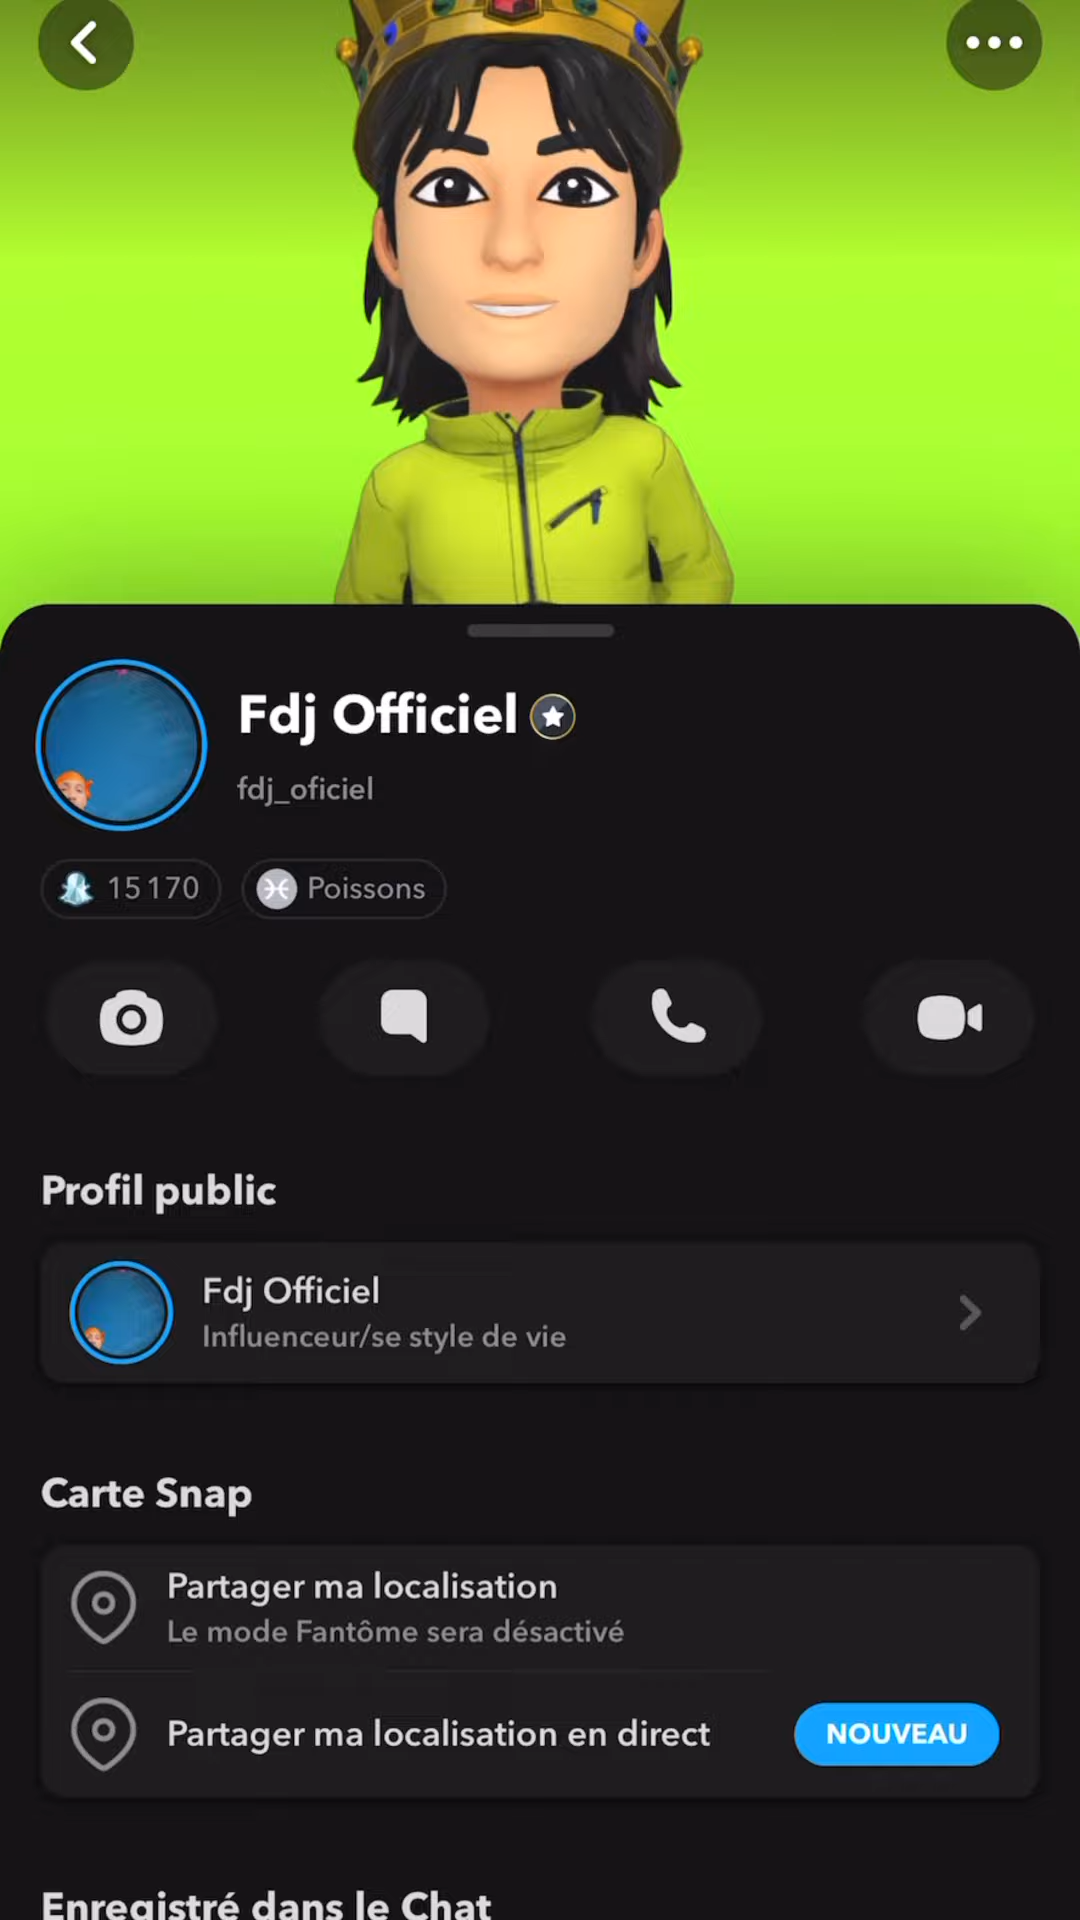 Fdj Officiel
fdj_oficiel
15 170
Poissons
Profil public
Fdj Officiel
Influenceur/se style de vie
Carte Snap
Partager ma localisation
Le mode Fantôme sera désactivé
Partager ma localisation en direct
NOUVEAU
Enregistré dans le Chat